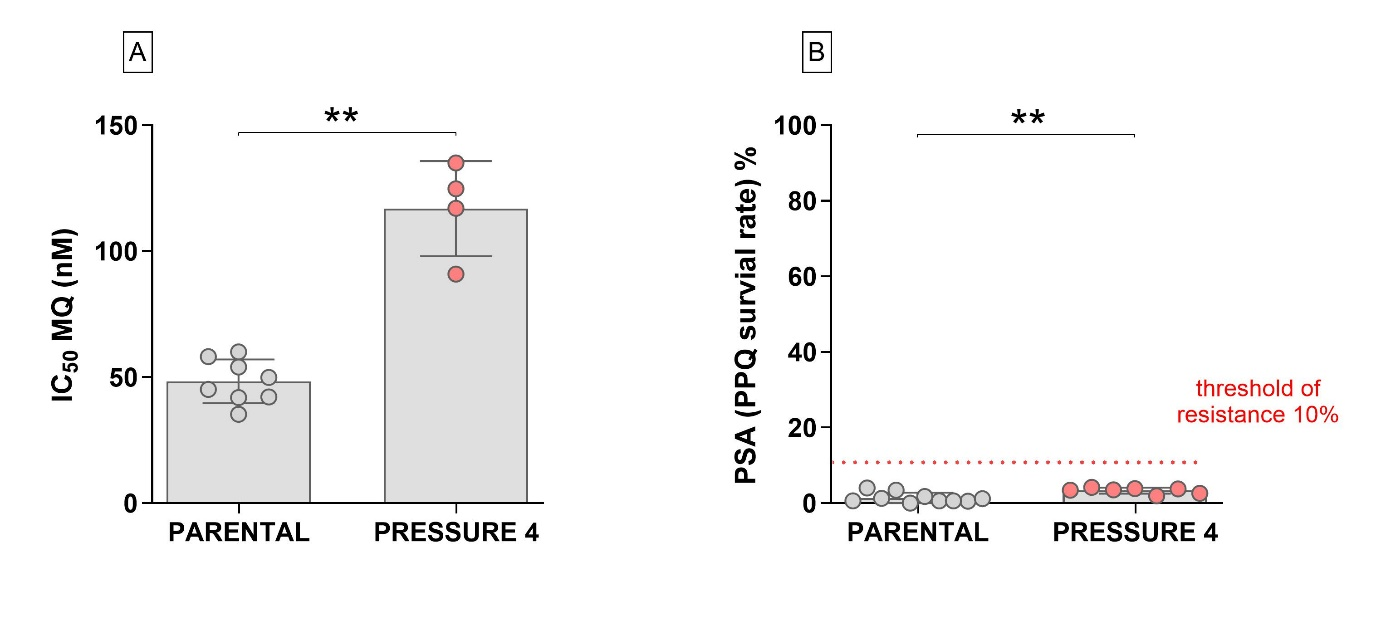 A
**
150
100
50
0
IC50 MQ (nM)
PARENTAL
PRESSURE 4
B
**
100
80
60
40
20
0
PSA (PPQ survial rate) %
threshold of
resistance 10%
PARENTAL
PRESSURE 4